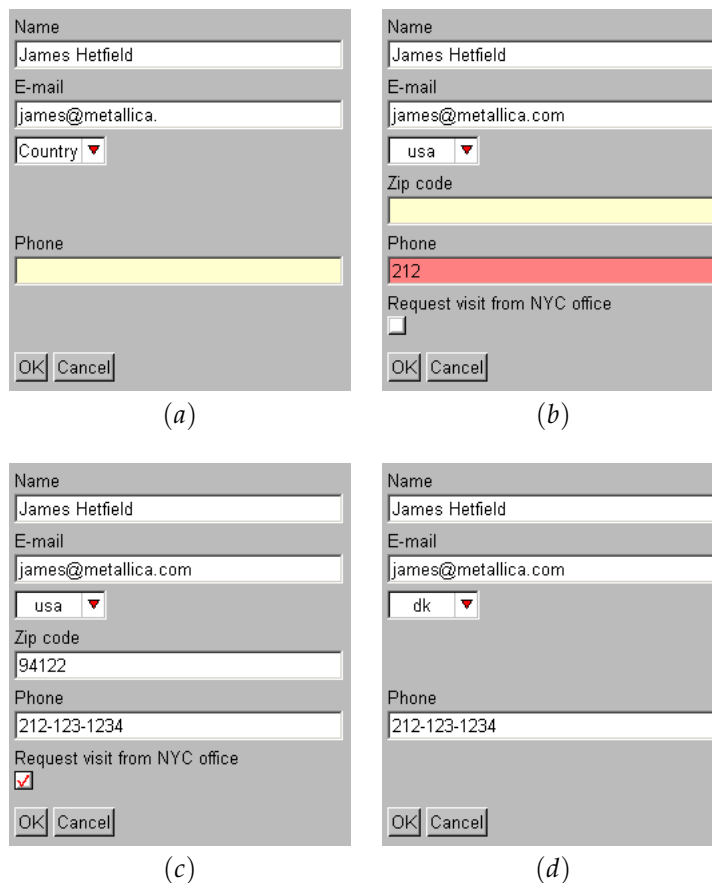 Name
James Hetfield
E-mail
james@metallica.
Country
Phone
OK Cancel
(a)
Name
James Hetfield
E-mail
james@metallica.com
usa
Zip code
Phone
212
Request visit from NYC office
OK Cancel
(b)
Name
James Hetfield
E-mail
james@metallica.com
usa
Zip code
94122
Phone
212-123-1234
Request visit from NYC office
OK Cancel
(c)
Name
James Hetfield
E-mail
james@metallica.com
dk
Phone
212-123-1234
OK Cancel
(d)